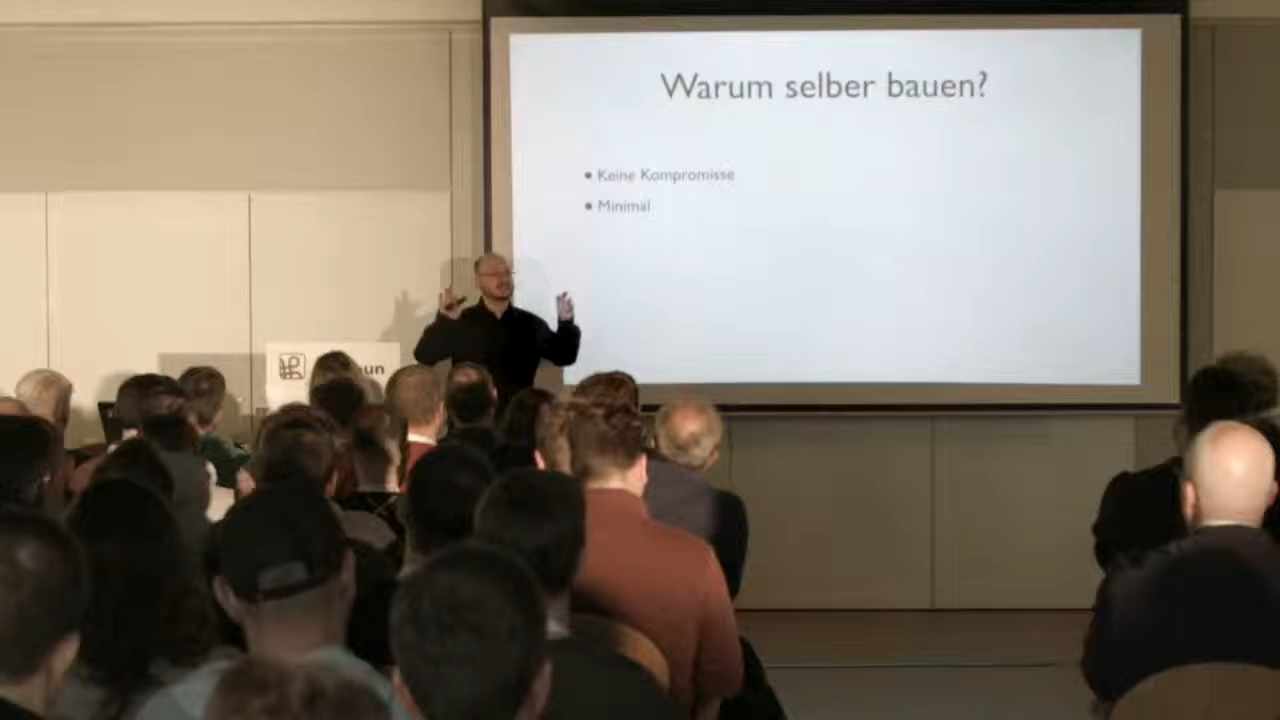 Warum selber bauen?
• Keine Kompromisse
• Minimal